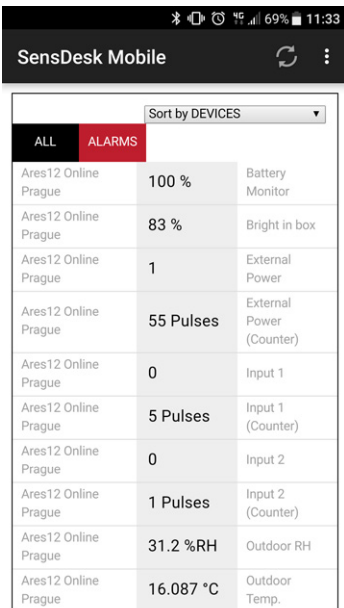 4G 69% 11:33
SensDesk Mobile
Sort by DEVICES
ALL ALARMS
Ares12 Online
Prague
100 %
Battery
Monitor
Ares12 Online
Prague
83 %
Bright in box
Ares12 Online
Prague
1
External
Power
Ares12 Online
Prague
55 Pulses
External
Power
(Counter)
Ares12 Online
Prague
0
Input 1
Ares12 Online
Prague
5 Pulses
Input 1
(Counter)
Ares12 Online
Prague
0
Input 2
Ares12 Online
Prague
1 Pulses
Input 2
(Counter)
Ares12 Online
Prague
31.2 %RH
Outdoor RH
Ares12 Online
Prague
16.087 °C
Outdoor
Temp.